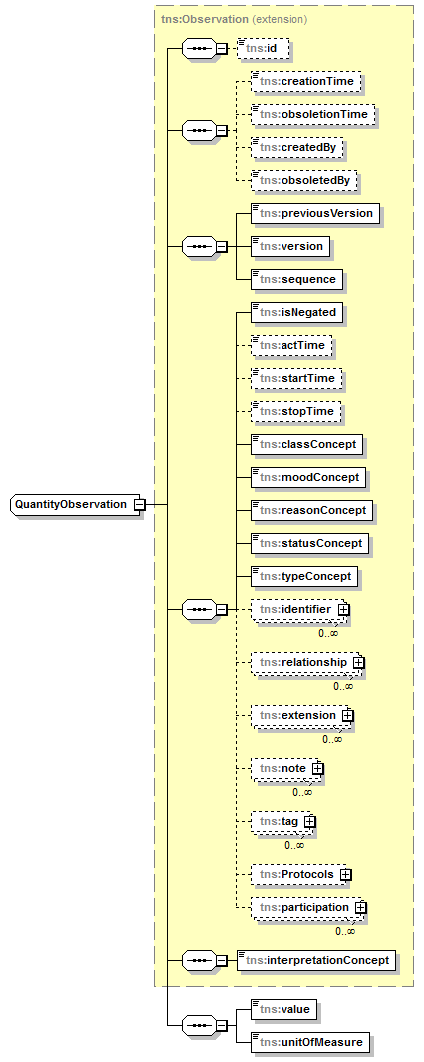 tns:Observation (extension)
tns:id
tns:creationTime
tns:obsoletionTime
tns:createdBy
tns:obsoletedBy
tns:previousVersion
tns:version
tns:sequence
tns:isNegated
tns:actTime
tns:startTime
tns:stopTime
tns:classConcept
tns:moodConcept
QuantityObservation
tns:reasonConcept
tns:statusConcept
tns:typeConcept
tns:identifier
0..∞
tns:relationship
0..∞
tns:extension
0..∞
tns:note
0..∞
tns:tag
0..∞
tns:Protocols
tns:participation
0..∞
tns:interpretationConcept
tns:value
tns:unitOfMeasure